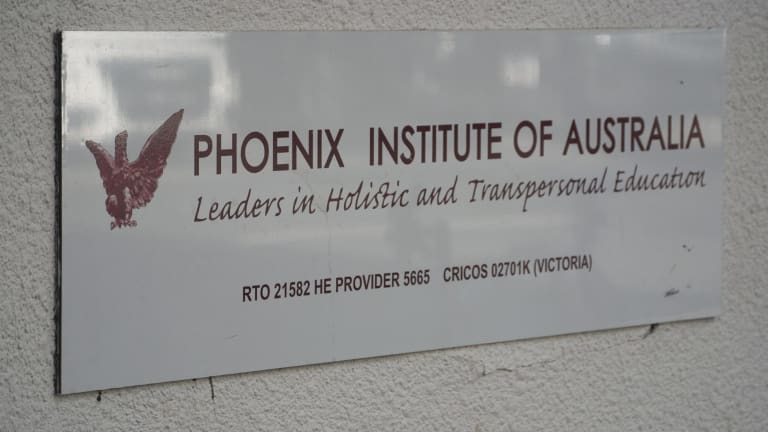 PHOENIX INSTITUTE OF AUSTRALIA
Leaders in Holistic and Transpersonal Education
RTO 21582 HE PROVIDER 5665 CRICOS 02701K (VICTORIA)